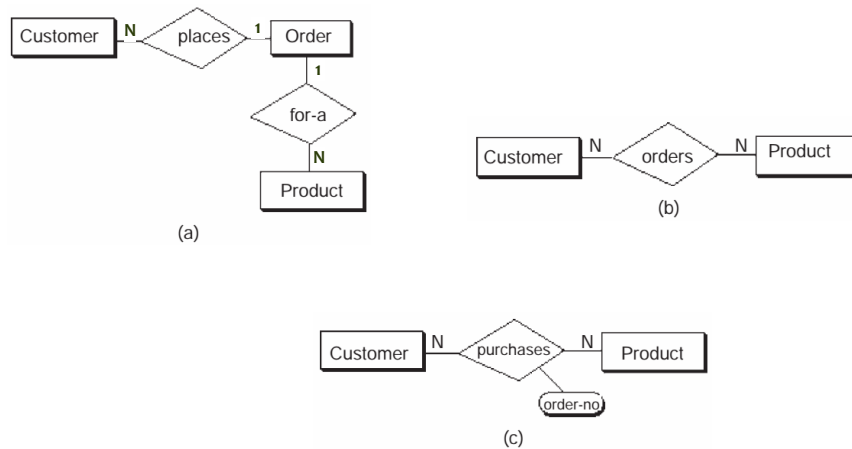 Customer N places 1 Order
1
for-a
N
Product
(a)
Customer N orders N Product
(b)
Customer N purchases N Product
order-no
(c)